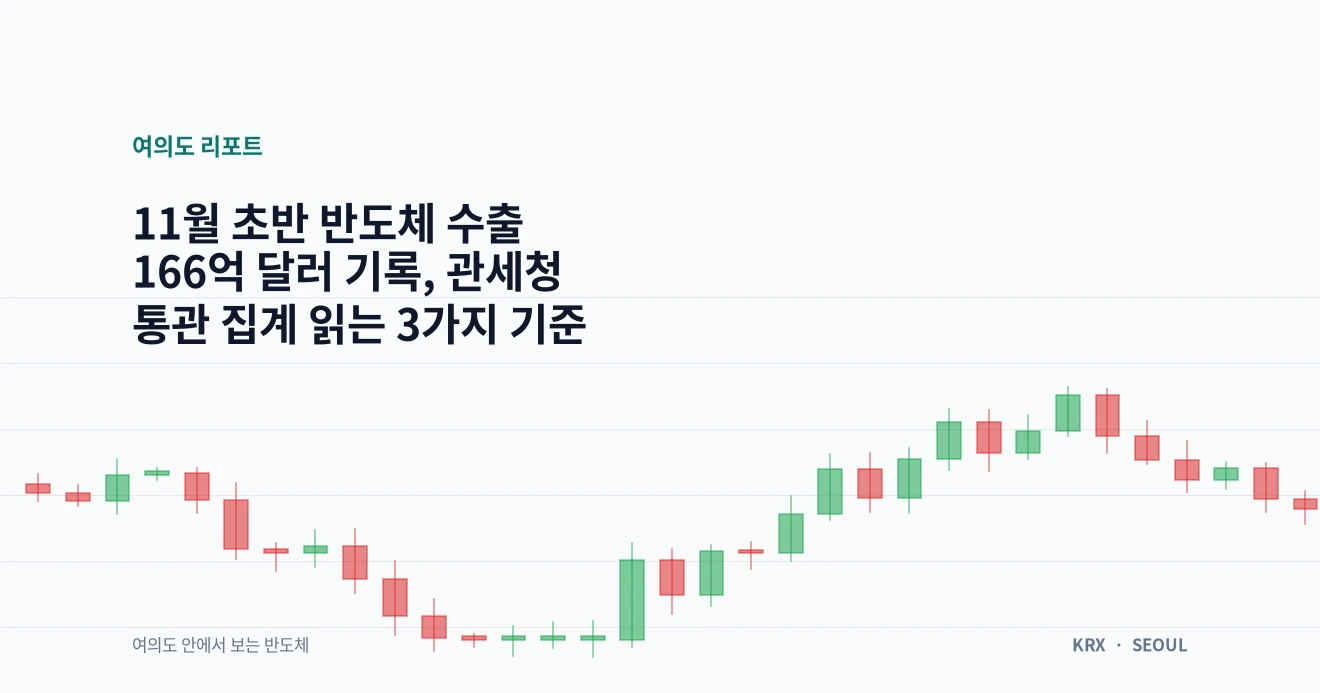 여의도 리포트
11월 초반 반도체 수출
166억 달러 기록, 관세청
통관 집계 읽는 3가지 기준
여의도 안에서 보는 반도체
KRX · SEOUL